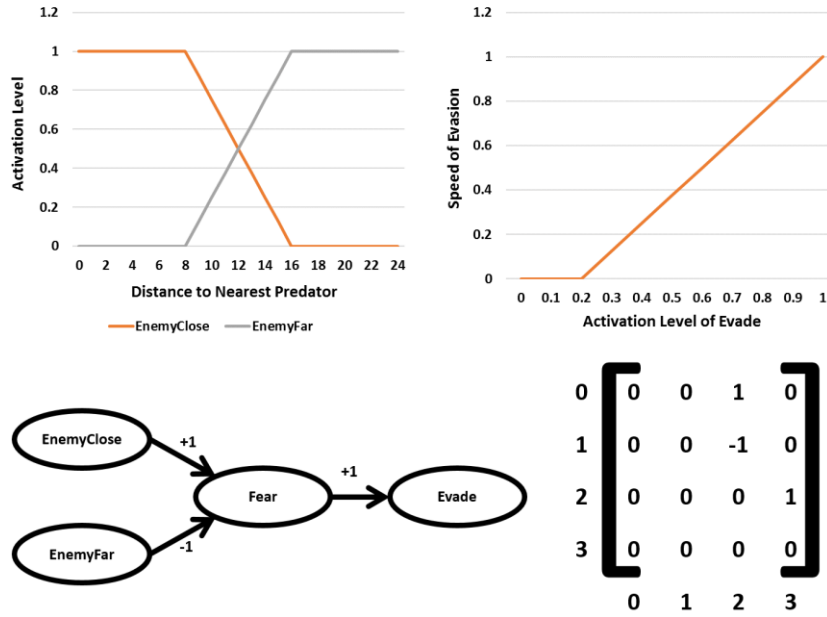 1.2
1
0.8
0.6
0.4
0.2
0
Activation Level
0 2 4 6 8 10 12 14 16 18 20 22 24
Distance to Nearest Predator
EnemyClose EnemyFar
1.2
1
0.8
0.6
0.4
0.2
0
Speed of Evasion
0 0.1 0.2 0.3 0.4 0.5 0.6 0.7 0.8 0.9 1
Activation Level of Evade
EnemyClose
+1
Fear
+1
Evade
EnemyFar
-1
0 0 0 1 0
1 0 0 -1 0
2 0 0 0 1
3 0 0 0 0
0 1 2 3